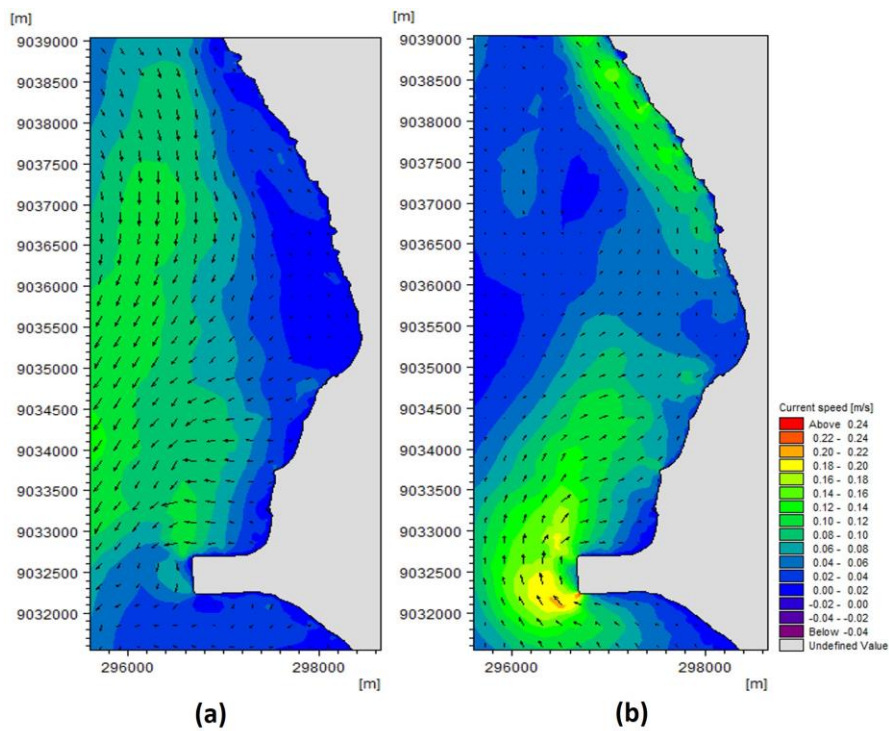 [m]
9039000
9038500
9038000
9037500
9037000
9036500
9036000
9035500
9035000
9034500
9034000
9033500
9033000
9032500
9032000
296000
298000
[m]
(a)
[m]
9039000
9038500
9038000
9037500
9037000
9036500
9036000
9035500
9035000
9034500
9034000
9033500
9033000
9032500
9032000
296000
298000
[m]
(b)
Current speed [m/s]
Above 0.24
0.22 - 0.24
0.20 - 0.22
0.18 - 0.20
0.16 - 0.18
0.14 - 0.16
0.12 - 0.14
0.10 - 0.12
0.08 - 0.10
0.06 - 0.08
0.04 - 0.06
0.02 - 0.04
0.00 - 0.02
-0.02 - 0.00
-0.04 - -0.02
Below -0.04
Undefined Value